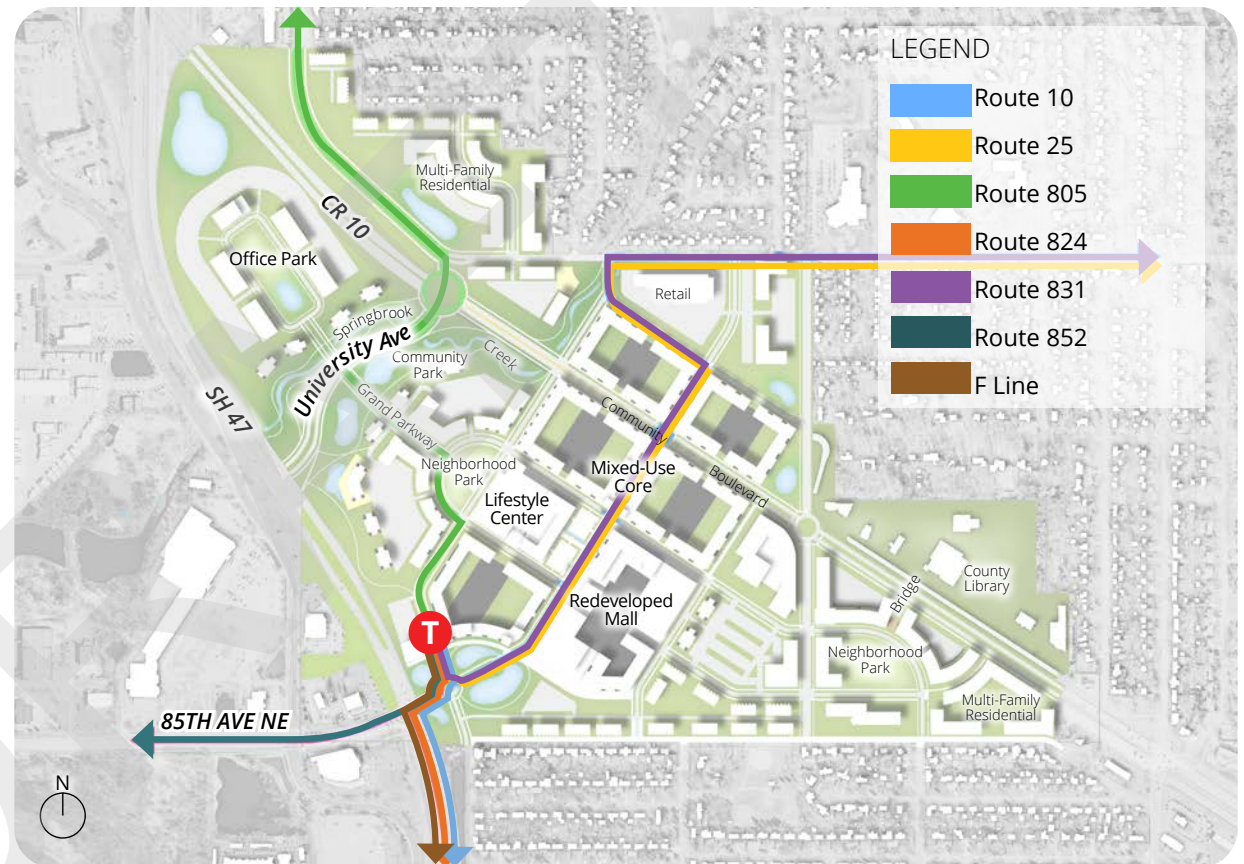 LEGEND
Route 10
Route 25
Route 805
Route 824
Route 831
Route 852
F Line
Multi-Family
Residential
CR 10
Office Park
Retail
Springbrook
University Ave
Community
Park
Creek
SH 47
Grand Parkway
Community
Boulevard
Neighborhood
Park
Mixed-Use
Core
Lifestyle
Center
County
Library
Bridge
Redeveloped
Mall
T
Neighborhood
Park
Multi-Family
Residential
85TH AVE NE
N